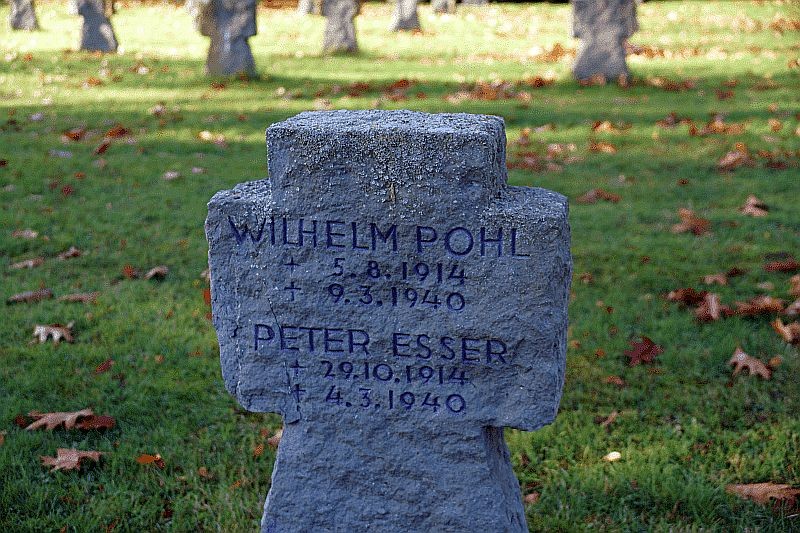 WILHELM POHL
+ 5.8.1914
+ 9.3.1940
PETER ESSER
+ 29.10.1914
+ 4.3.1940